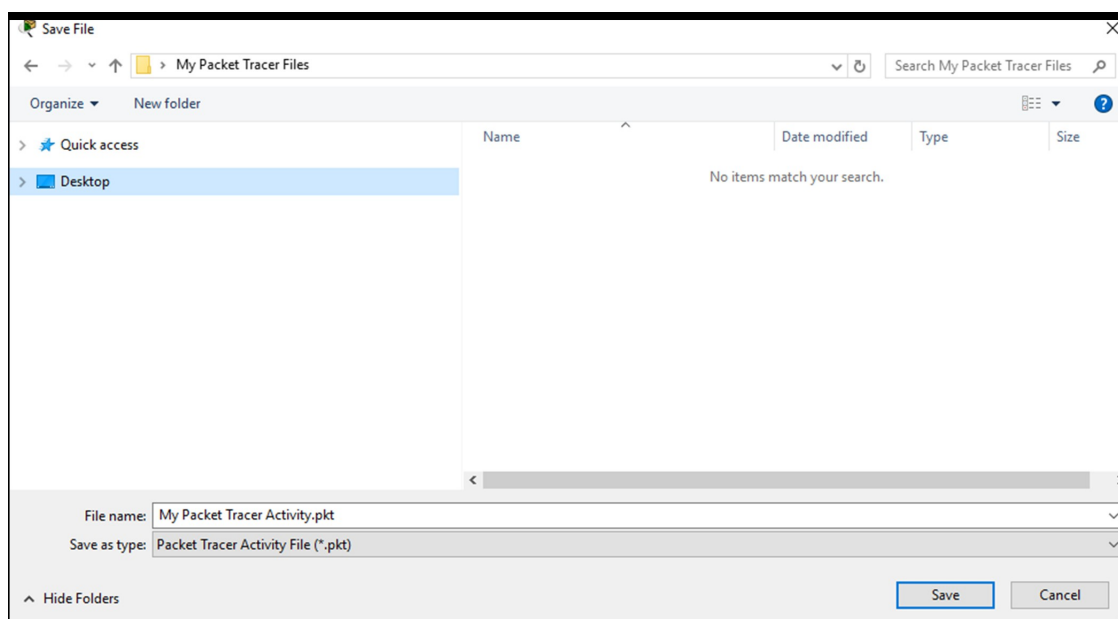 Save File
My Packet Tracer Files
Search My Packet Tracer Files
Organize
New folder
Quick access
Desktop
Name
Date modified
Type
Size
No items match your search.
File name: My Packet Tracer Activity.pkt
Save as type: Packet Tracer Activity File (*.pkt)
Hide Folders
Save
Cancel